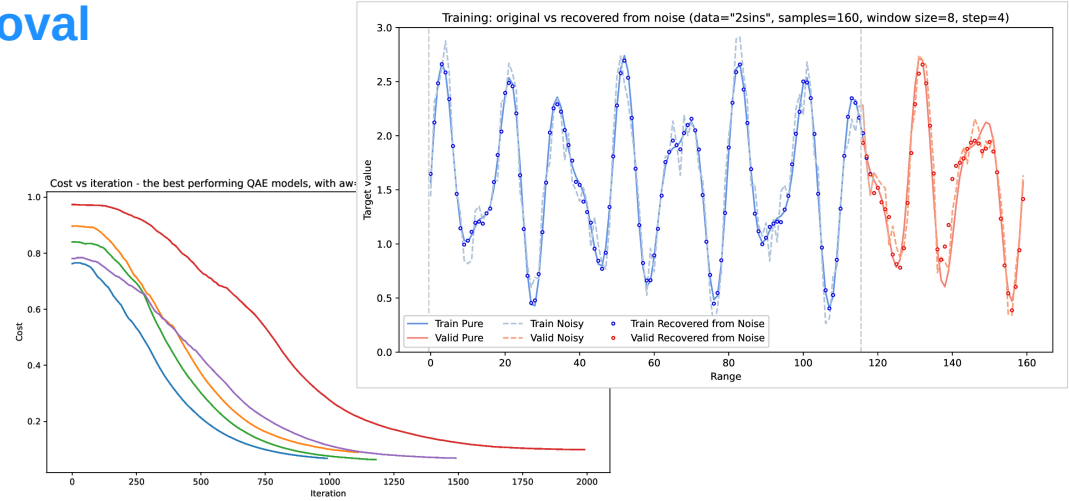 oval
Training: original vs recovered from noise (data="2sins", samples=160, window size=8, step=4)
3.0
2.5
2.0
1.5
1.0
0.5
0.0
Target value
Train Pure
Valid Pure
Train Noisy
Valid Noisy
Train Recovered from Noise
Valid Recovered from Noise
0 20 40 60 80 100 120 140 160
Range
Cost vs iteration - the best performing QAE models, with aw=
1.0
0.8
0.6
0.4
0.2
Cost
0 250 500 750 1000 1250 1500 1750 2000
Iteration